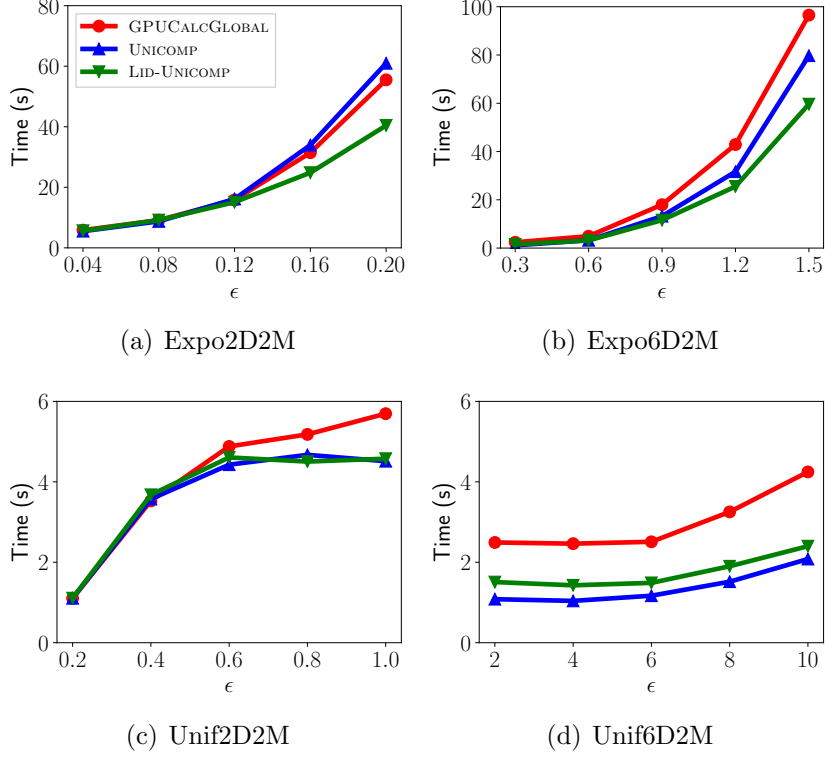 80
60
40
20
0
Time (s)
GPUCALCGLOBAL
UNICOMP
LID-UNICOMP
0.04 0.08 0.12 0.16 0.20
ϵ
(a) Expo2D2M
100
80
60
40
20
0
Time (s)
0.3 0.6 0.9 1.2 1.5
ϵ
(b) Expo6D2M
6
4
2
0
Time (s)
0.2 0.4 0.6 0.8 1.0
ϵ
(c) Unif2D2M
6
4
2
0
Time (s)
2 4 6 8 10
ϵ
(d) Unif6D2M